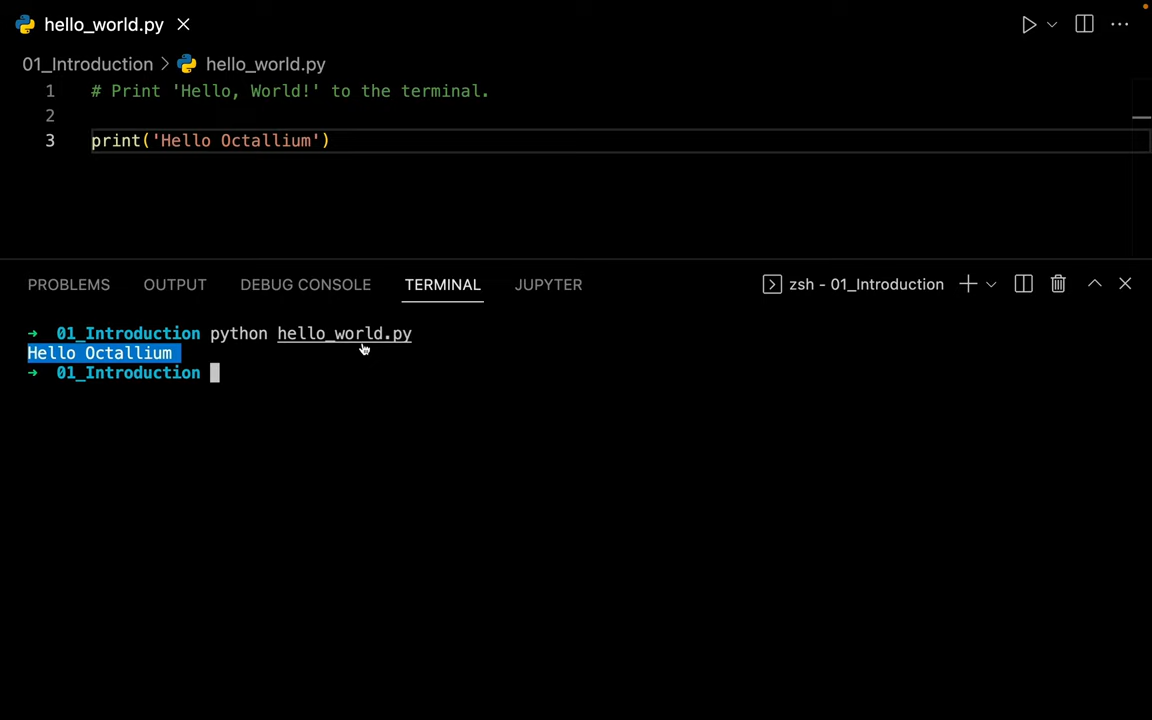 hello_world.py
01_Introduction > hello_world.py
1 # Print 'Hello, World!' to the terminal.
2
3 print('Hello Octallium')
PROBLEMS OUTPUT DEBUG CONSOLE TERMINAL JUPYTER zsh - 01_Introduction
→ 01_Introduction python hello_world.py
Hello Octallium
→ 01_Introduction